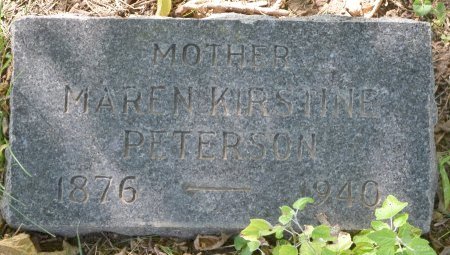 MOTHER
MAREN KIRSTINE
PETERSON
1876 — 1940